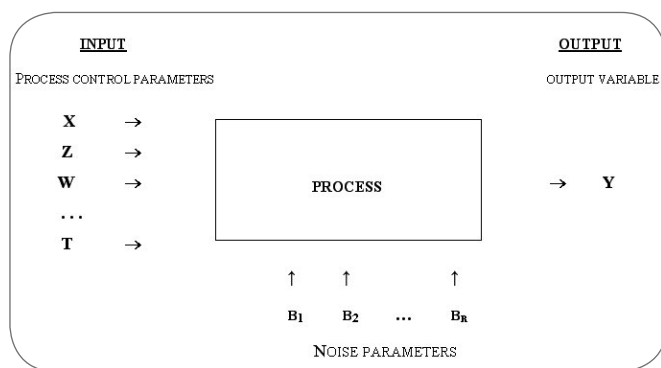 INPUT OUTPUT
PROCESS CONTROL PARAMETERS OUTPUT VARIABLE
X →
Z →
W → PROCESS → Y
...
T →
↑ ↑ ↑
B1 B2 ... BR
NOISE PARAMETERS